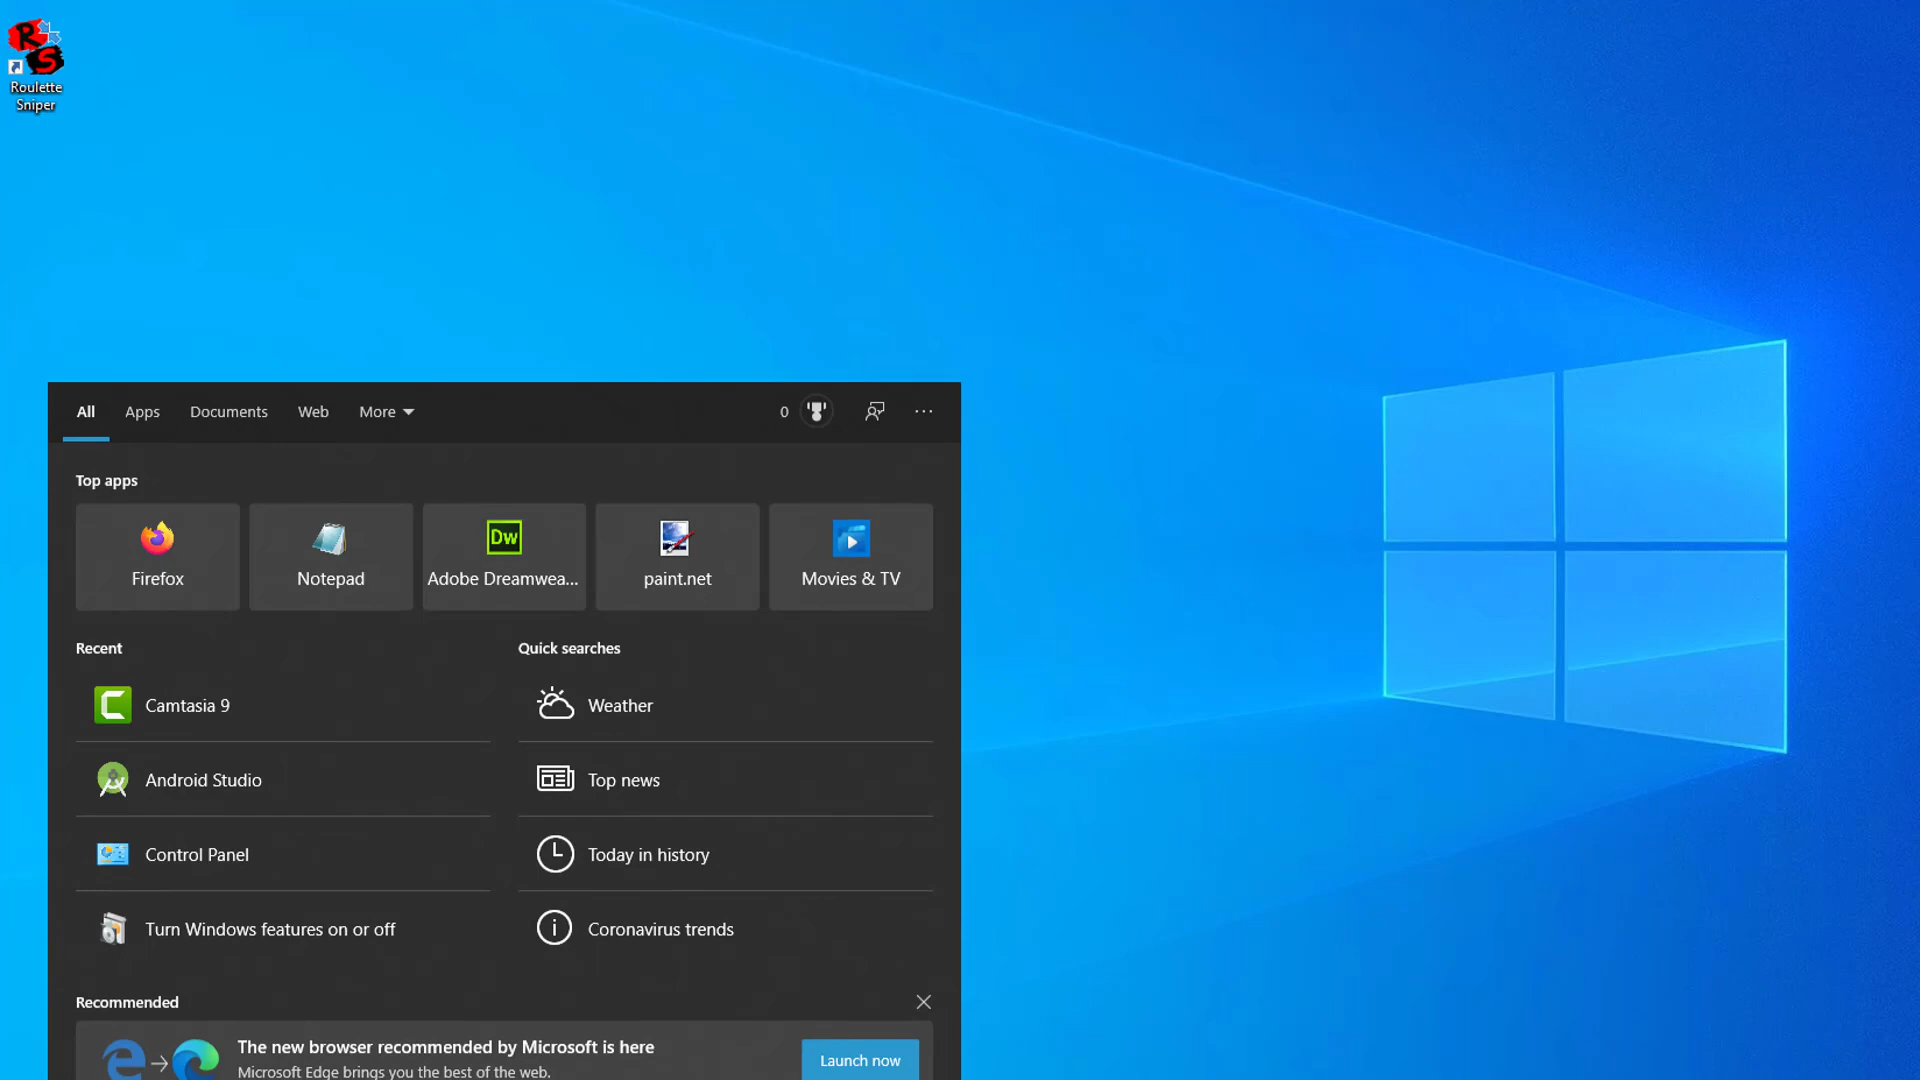 Roulette
Sniper
All Apps Documents Web More 0
Top apps
Firefox Notepad Adobe Dreamwea... paint.net Movies & TV
Recent Quick searches
Camtasia 9 Weather
Android Studio Top news
Control Panel Today in history
Turn Windows features on or off Coronavirus trends
Recommended
The new browser recommended by Microsoft is here
Microsoft Edge brings you the best of the web.
Launch now